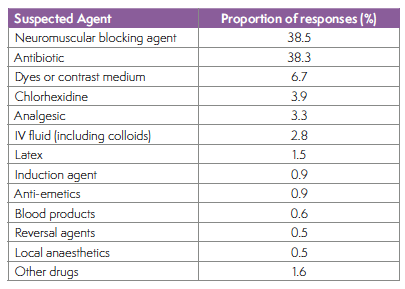 Suspected Agent Proportion of responses (%)
Neuromuscular blocking agent 38.5
Antibiotic 38.3
Dyes or contrast medium 6.7
Chlorhexidine 3.9
Analgesic 3.3
IV fluid (including colloids) 2.8
Latex 1.5
Induction agent 0.9
Anti-emetics 0.9
Blood products 0.6
Reversal agents 0.5
Local anaesthetics 0.5
Other drugs 1.6